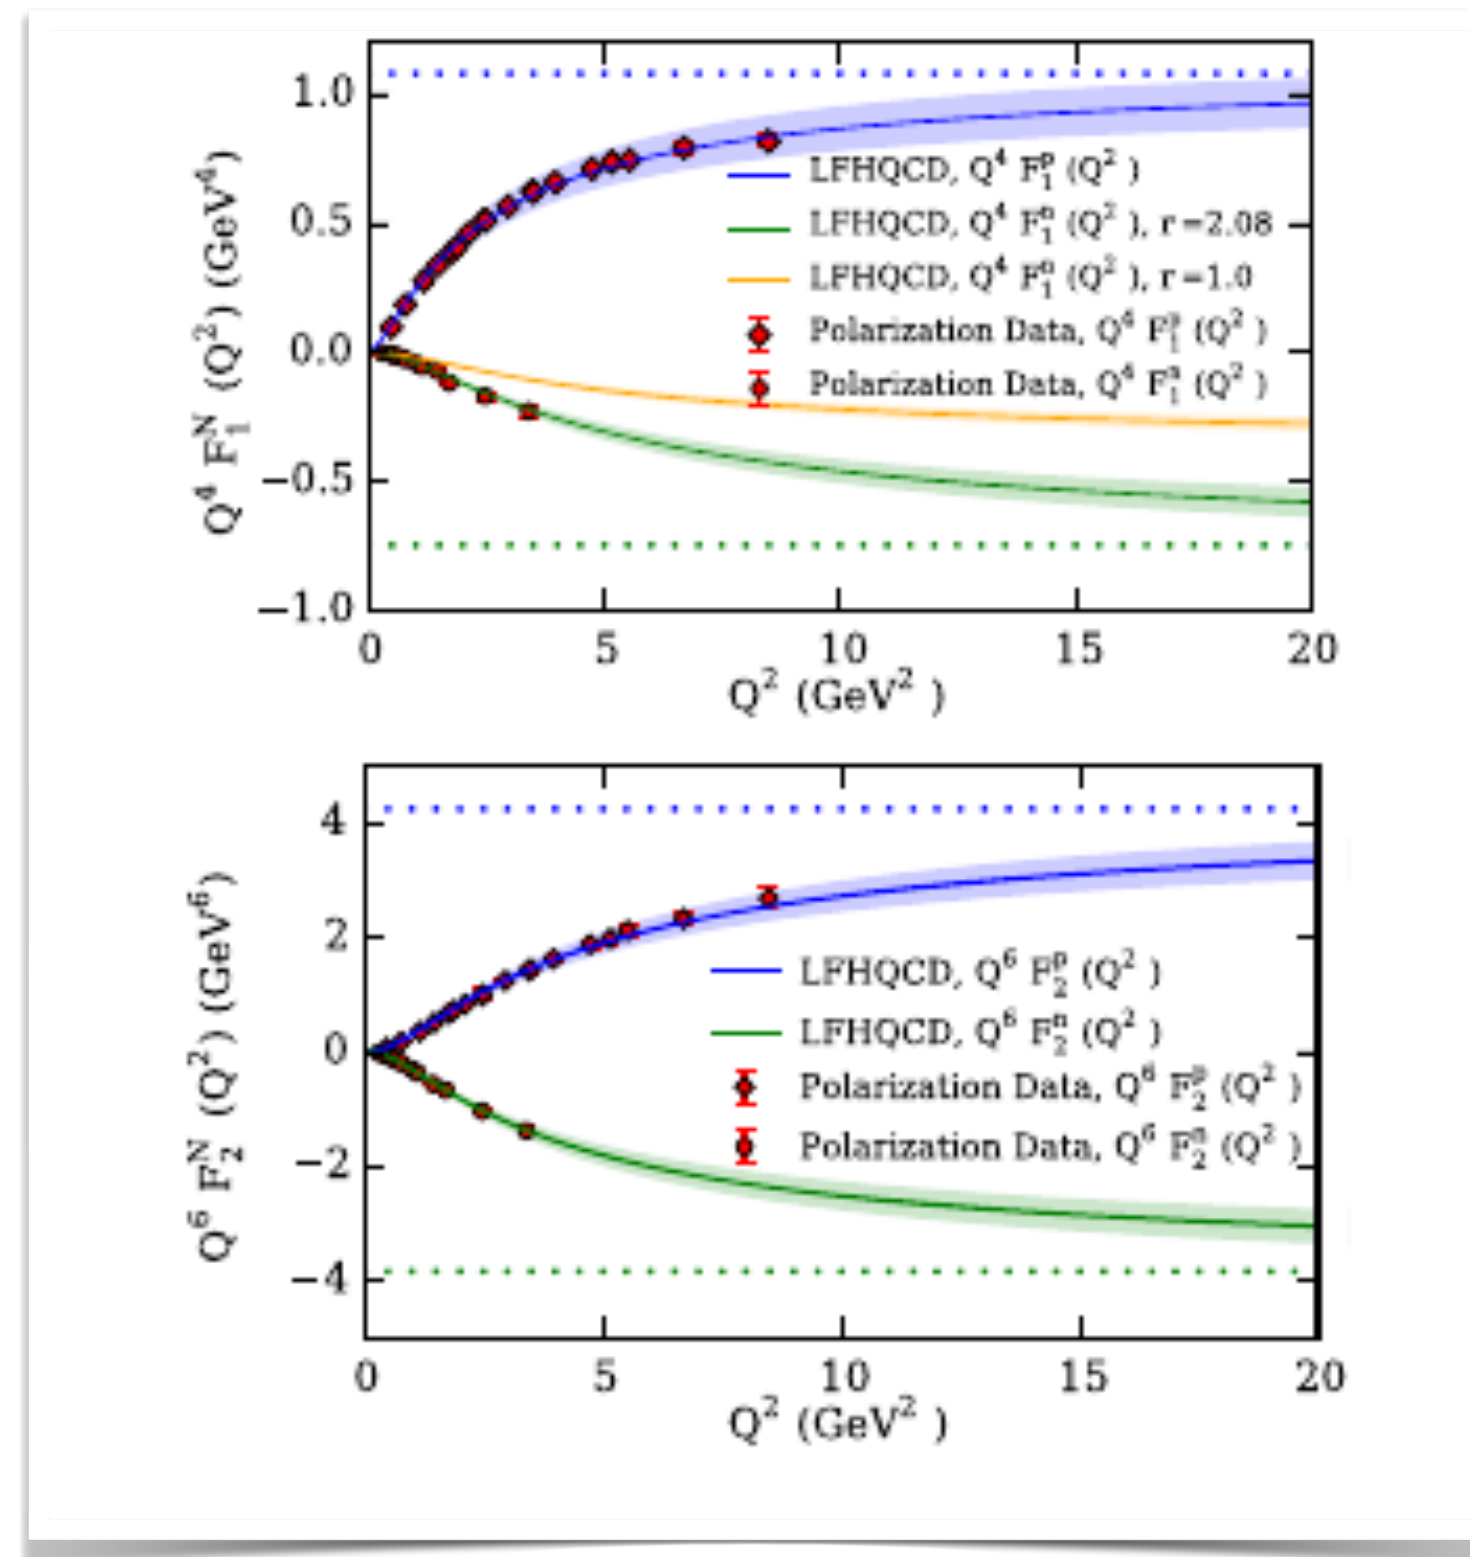 1.0
0.5
0.0
−0.5
−1.0
Q⁴ F₁ᴺ (Q²) (GeV⁴)
LFHQCD, Q⁴ F₁ᵖ (Q² )
LFHQCD, Q⁴ F₁ⁿ (Q² ), r=2.08
LFHQCD, Q⁴ F₁ⁿ (Q² ), r=1.0
Polarization Data, Q⁴ F₁ᵖ (Q² )
Polarization Data, Q⁴ F₁ⁿ (Q² )
0 5 10 15 20
Q² (GeV² )
4
2
0
−2
−4
Q⁶ F₂ᴺ (Q²) (GeV⁶)
LFHQCD, Q⁶ F₂ᵖ (Q² )
LFHQCD, Q⁶ F₂ⁿ (Q² )
Polarization Data, Q⁶ F₂ᵖ (Q² )
Polarization Data, Q⁶ F₂ⁿ (Q² )
0 5 10 15 20
Q² (GeV² )